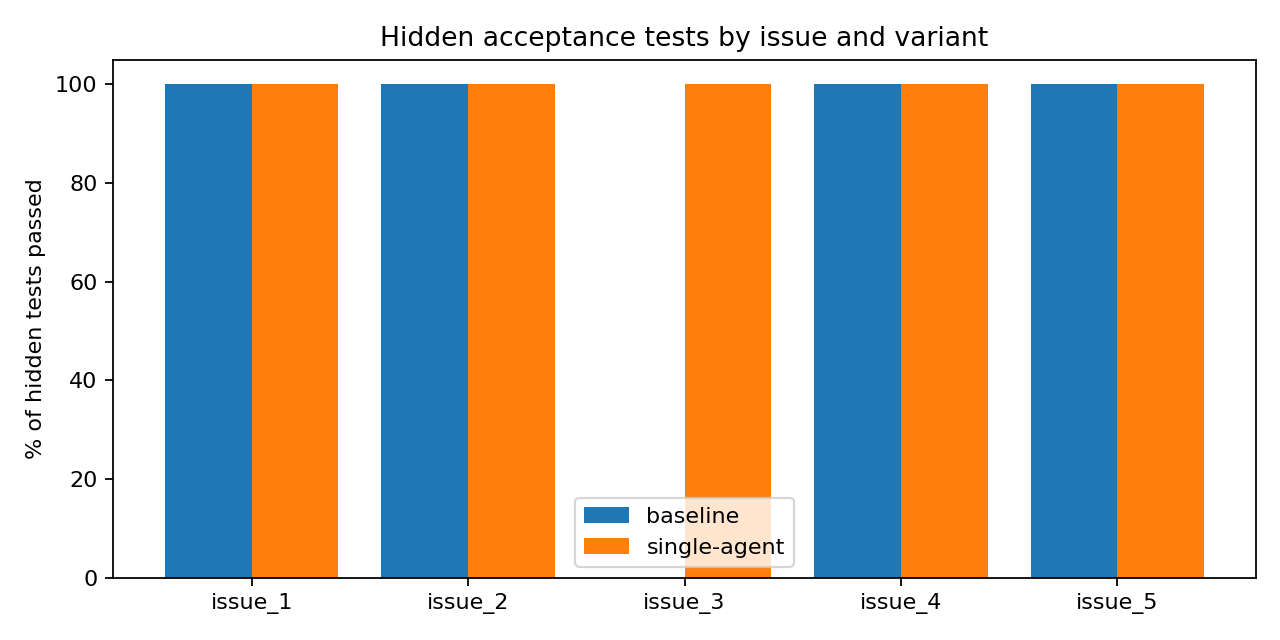 Hidden acceptance tests by issue and variant
% of hidden tests passed
100
80
60
40
20
0
baseline
single-agent
issue_1 issue_2 issue_3 issue_4 issue_5